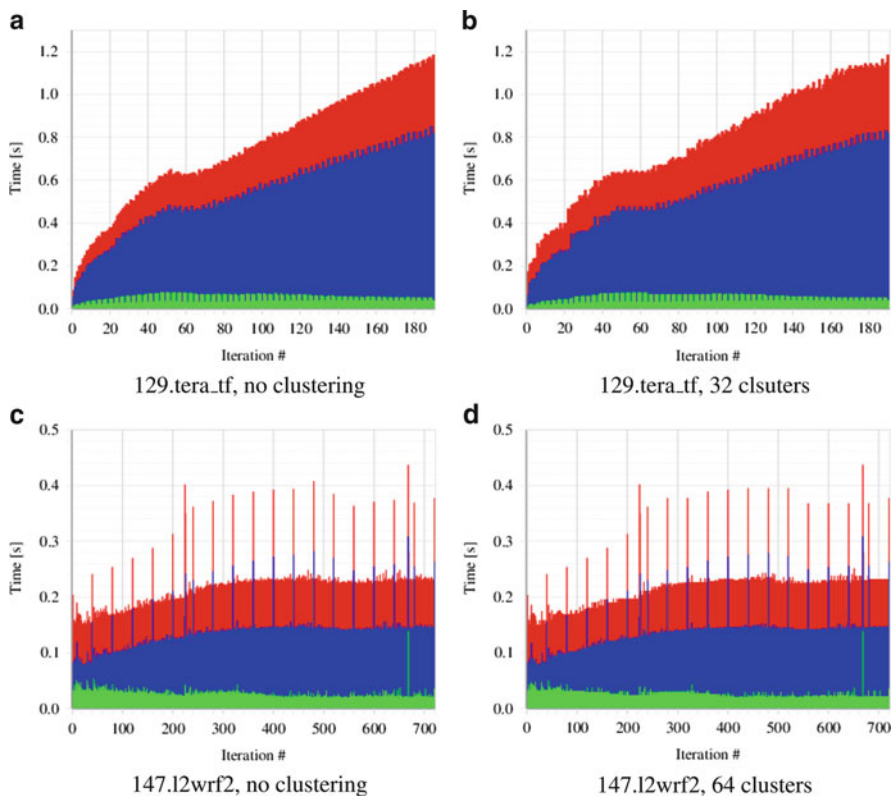 a
b
Time [s]
1.2
1.0
0.8
0.6
0.4
0.2
0.0
0 20 40 60 80 100 120 140 160 180
Iteration #
129.tera_tf, no clustering
Time [s]
1.2
1.0
0.8
0.6
0.4
0.2
0.0
0 20 40 60 80 100 120 140 160 180
Iteration #
129.tera_tf, 32 clsuters
c
d
Time [s]
0.5
0.4
0.3
0.2
0.1
0.0
0 100 200 300 400 500 600 700
Iteration #
147.l2wrf2, no clustering
Time [s]
0.5
0.4
0.3
0.2
0.1
0.0
0 100 200 300 400 500 600 700
Iteration #
147.l2wrf2, 64 clusters